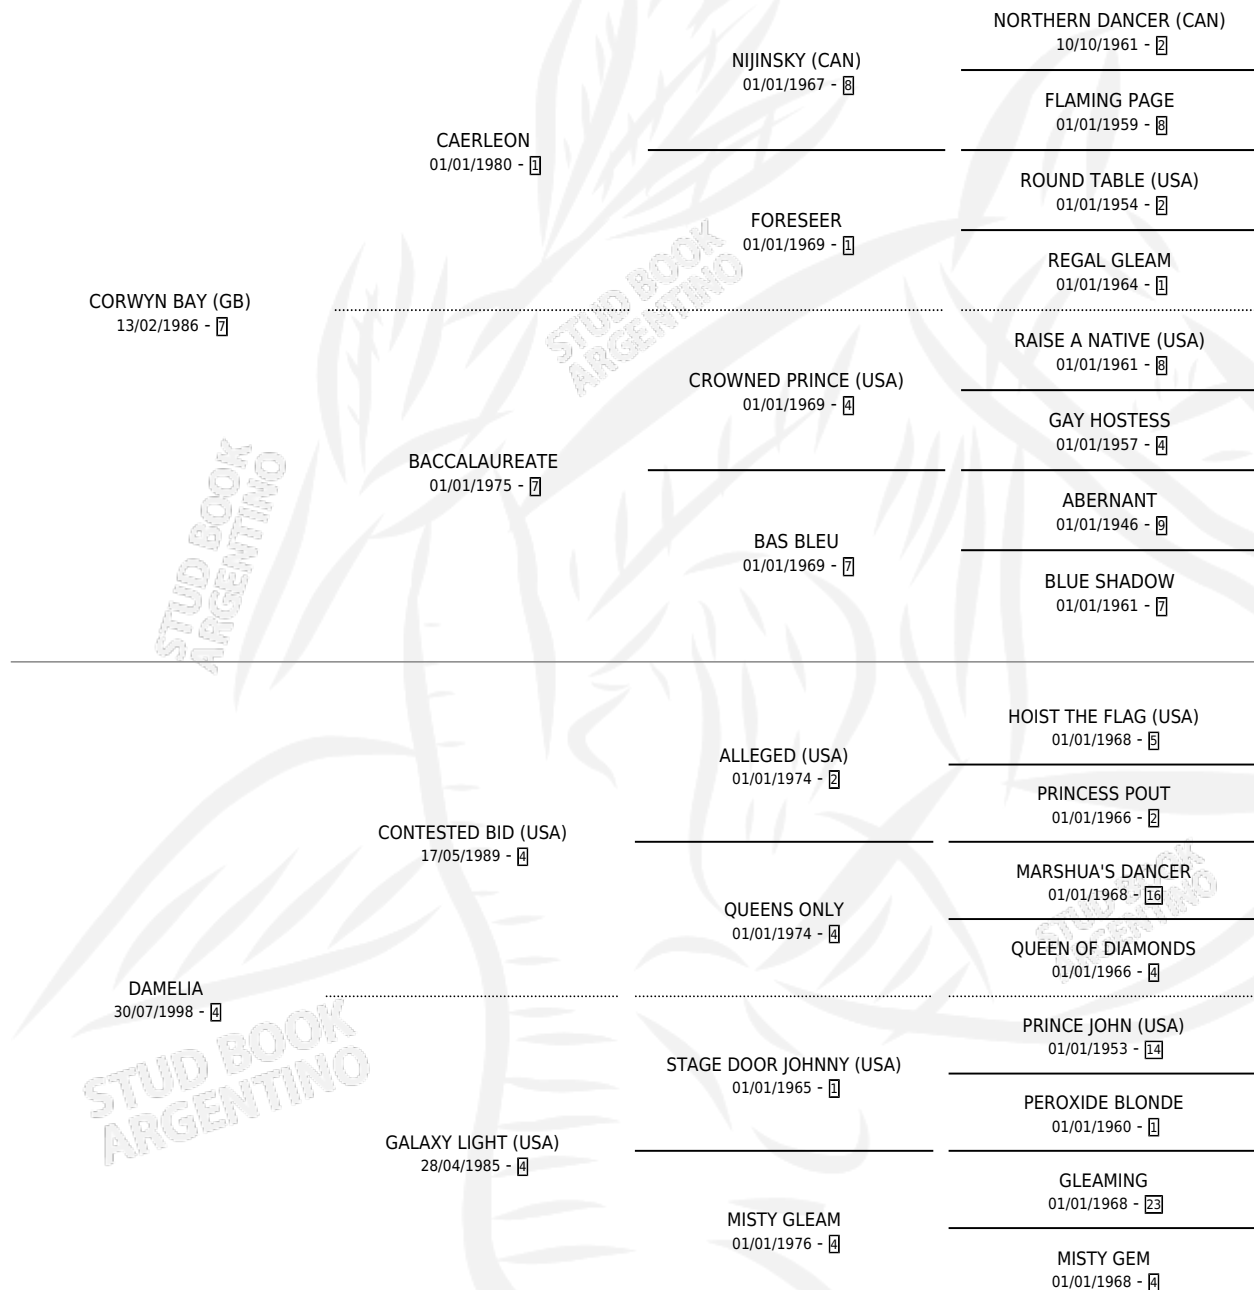 NORTHERN DANCER (CAN)
10/10/1961 - 2
NIJINSKY (CAN)
01/01/1967 - 8
FLAMING PAGE
01/01/1959 - 8
CAERLEON
01/01/1980 - 1
ROUND TABLE (USA)
01/01/1954 - 2
FORESEER
01/01/1969 - 1
REGAL GLEAM
01/01/1964 - 1
CORWYN BAY (GB)
13/02/1986 - 7
STUD BOOK
ARGENTINO
RAISE A NATIVE (USA)
01/01/1961 - 8
CROWNED PRINCE (USA)
01/01/1969 - 4
GAY HOSTESS
01/01/1957 - 4
BACCALAUREATE
01/01/1975 - 7
ABERNANT
01/01/1946 - 9
BAS BLEU
01/01/1969 - 7
BLUE SHADOW
01/01/1961 - 7
STUD BOOK
ARGENTINO
HOIST THE FLAG (USA)
01/01/1968 - 5
ALLEGED (USA)
01/01/1974 - 2
PRINCESS POUT
01/01/1966 - 2
CONTESTED BID (USA)
17/05/1989 - 4
MARSHUA'S DANCER
01/01/1968 - 16
QUEENS ONLY
01/01/1974 - 4
QUEEN OF DIAMONDS
01/01/1966 - 4
STUD BOOK
ARGENTINO
DAMELIA
30/07/1998 - 4
STUD BOOK
ARGENTINO
PRINCE JOHN (USA)
01/01/1953 - 14
STAGE DOOR JOHNNY (USA)
01/01/1965 - 1
PEROXIDE BLONDE
01/01/1960 - 1
GALAXY LIGHT (USA)
28/04/1985 - 4
GLEAMING
01/01/1968 - 23
MISTY GLEAM
01/01/1976 - 4
MISTY GEM
01/01/1968 - 4